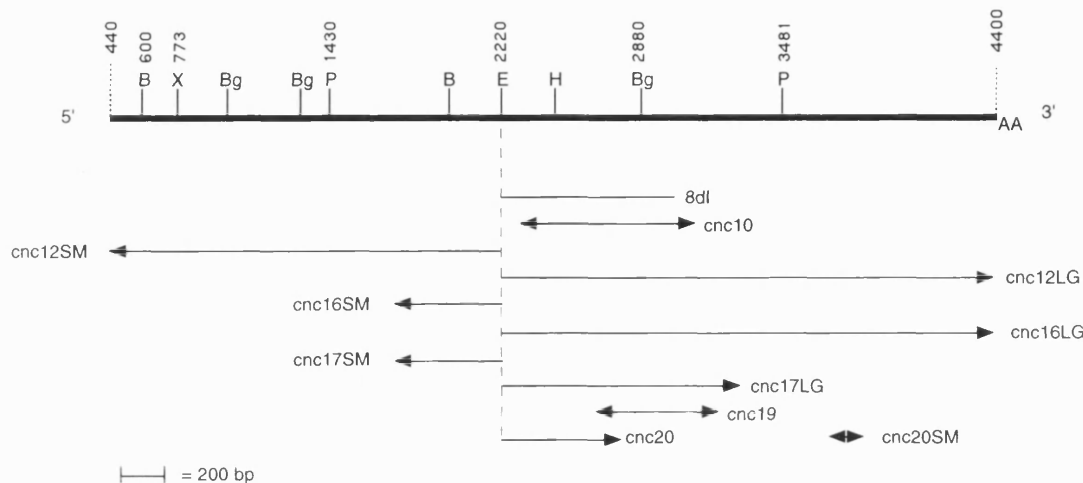 440
600
773
1430
2220
2880
3481
4400
B
X
Bg
Bg
P
B
E
H
Bg
P
5'
3'
AA
8dI
cnc10
cnc12SM
cnc12LG
cnc16SM
cnc16LG
cnc17SM
cnc17LG
cnc19
cnc20
cnc20SM
= 200 bp